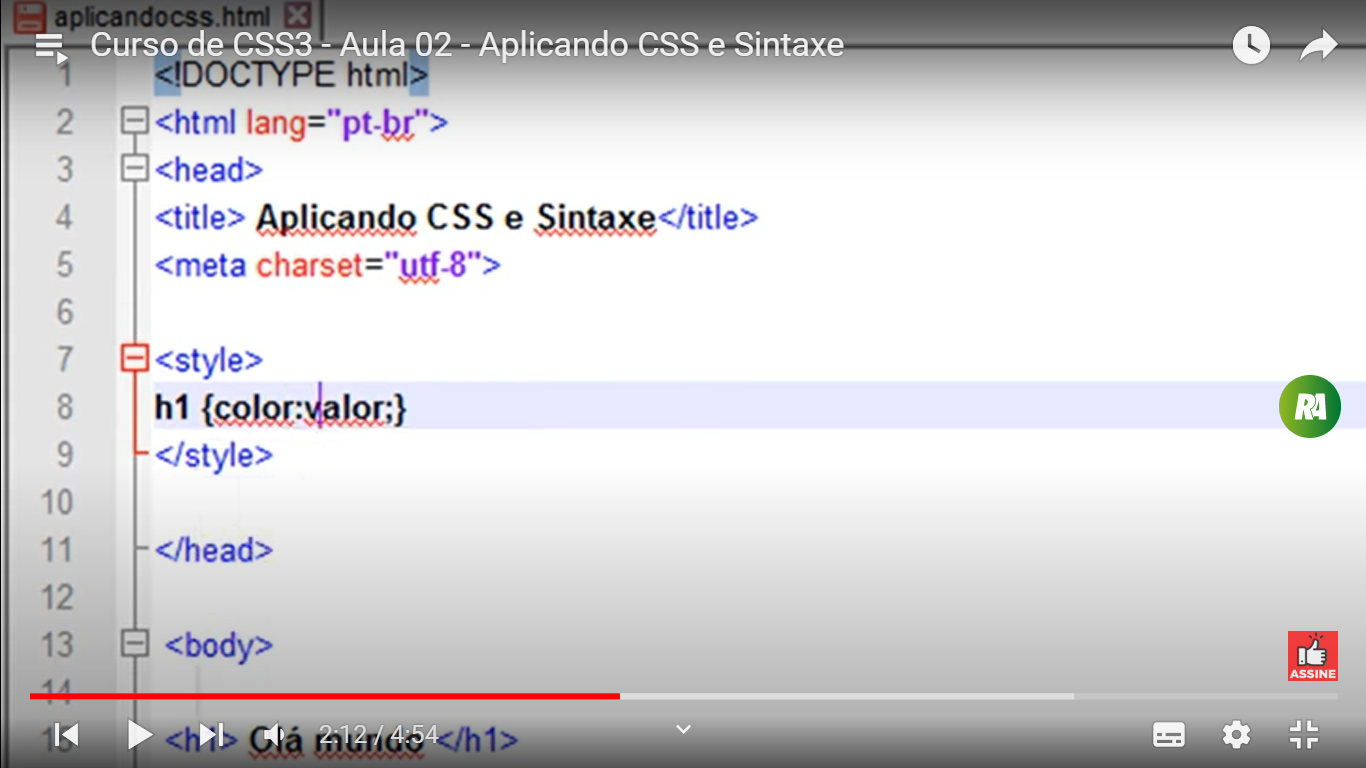 aplicandocss.html
Curso de CSS3 - Aula 02 - Aplicando CSS e Sintaxe
1 <!DOCTYPE html>
2 <html lang="pt-br">
3 <head>
4 <title> Aplicando CSS e Sintaxe</title>
5 <meta charset="utf-8">
6
7 <style>
8 h1 {color:valor;}
9 </style>
RA
10
11 </head>
12
13 <body>
ASSINE
14
15 <h1> Olá mundo </h1>
2:12 / 4:54